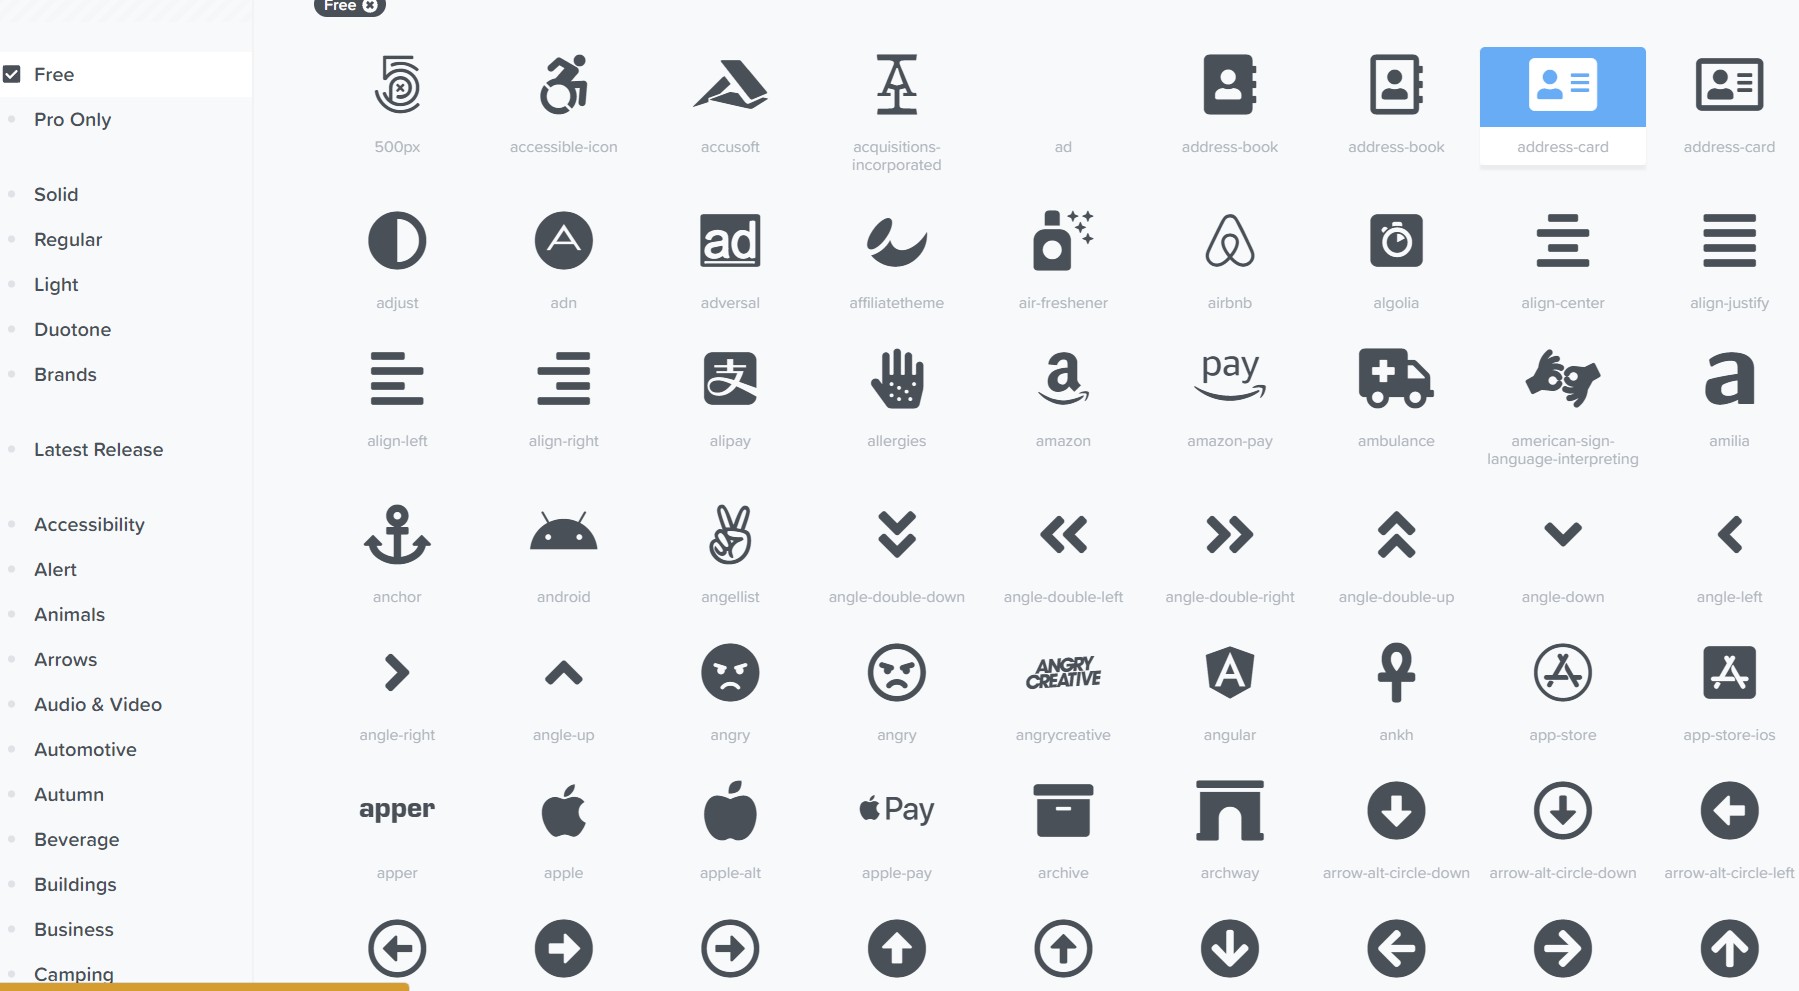 Free
Free
Pro Only
Solid
Regular
Light
Duotone
Brands
Latest Release
Accessibility
Alert
Animals
Arrows
Audio & Video
Automotive
Autumn
Beverage
Buildings
Business
Camping
500px
accessible-icon
accusoft
A
acquisitions-
incorporated
ad
address-book
address-book
address-card
address-card
adjust
adn
ad
adversal
affiliatetheme
air-freshener
airbnb
algolia
align-center
align-justify
align-left
align-right
支
alipay
allergies
a
amazon
pay
amazon-pay
ambulance
american-sign-
language-interpreting
a
amilia
anchor
android
angellist
angle-double-down
angle-double-left
angle-double-right
angle-double-up
angle-down
angle-left
angle-right
angle-up
angry
angry
ANGRY
CREATIVE
angrycreative
A
angular
ankh
app-store
app-store-ios
apper
apper
apple
apple-alt
Pay
apple-pay
archive
archway
arrow-alt-circle-down
arrow-alt-circle-down
arrow-alt-circle-left